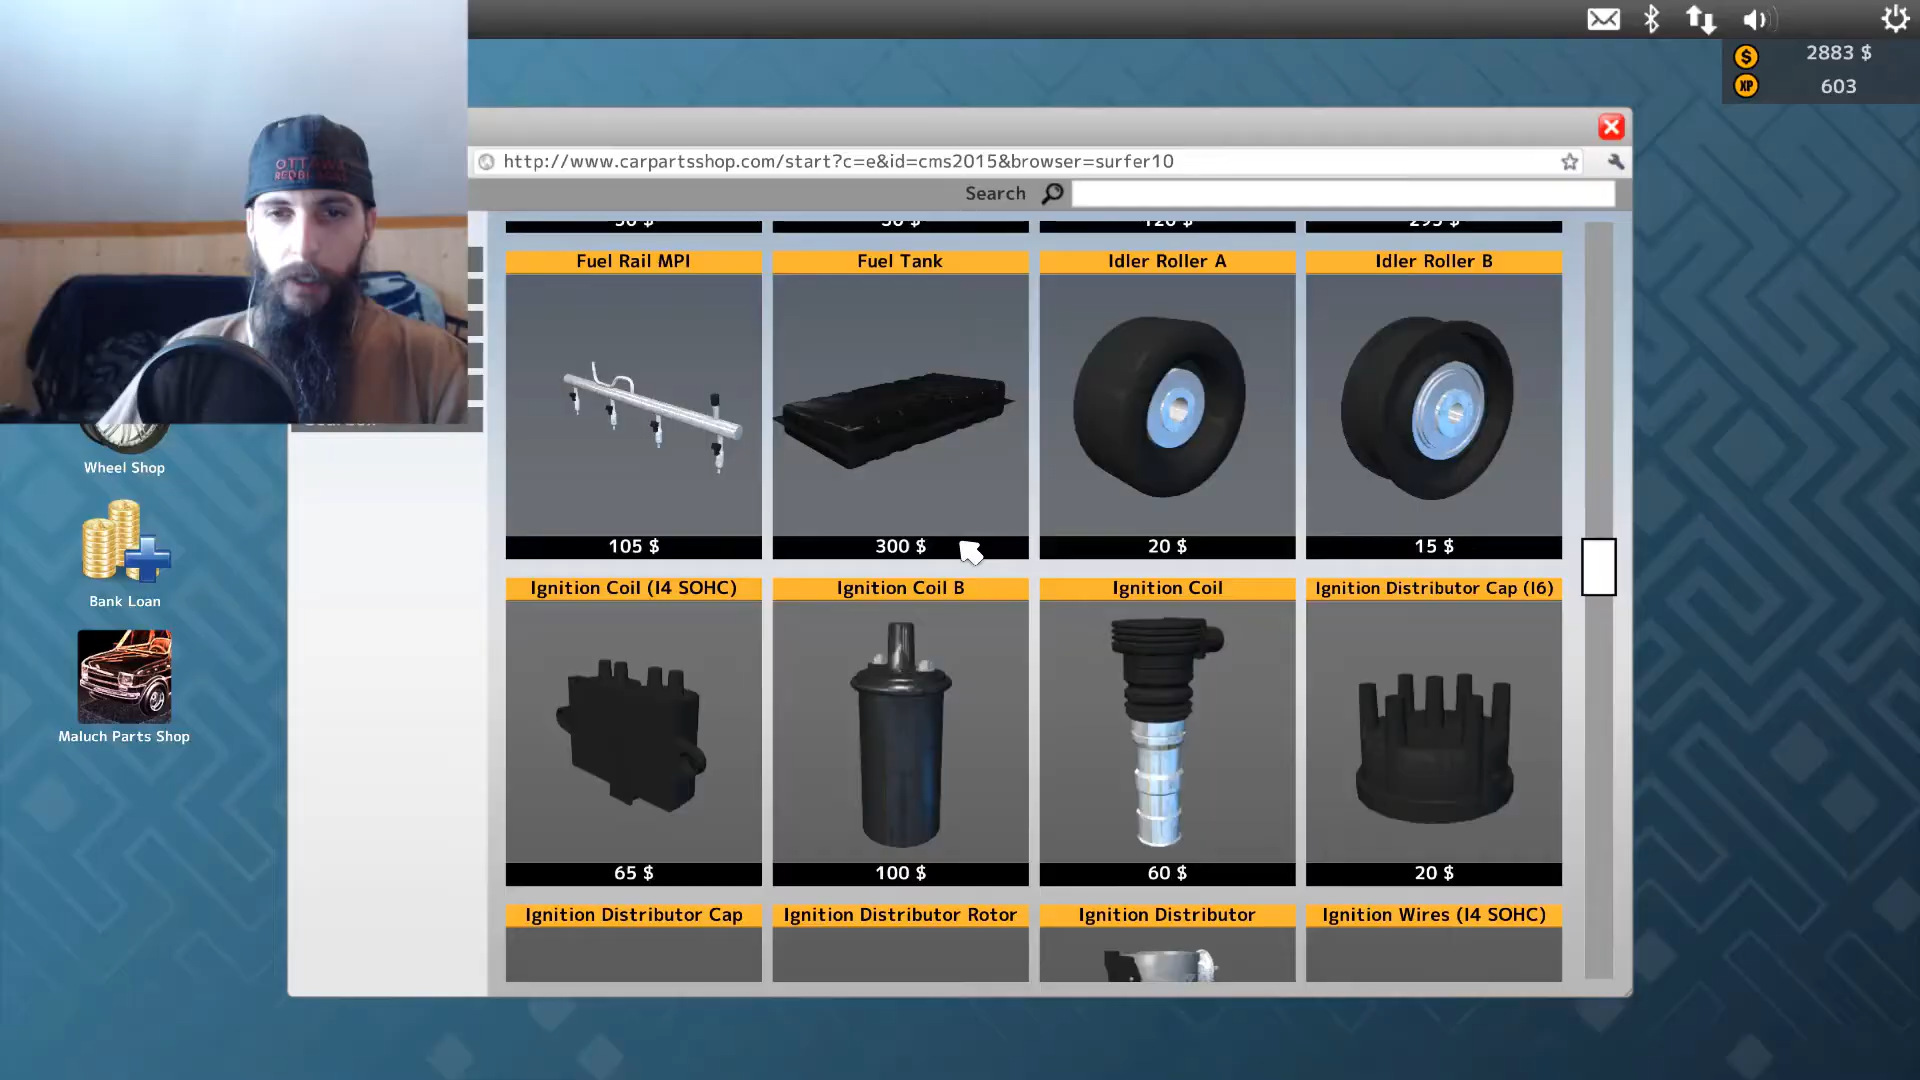 2883 $
603
http://www.carpartsshop.com/start?c=e&id=cms2015&browser=surfer10
Search
OTTAWA
Fuel Rail MPI
Fuel Tank
Idler Roller A
Idler Roller B
105 $
300 $
20 $
15 $
Wheel Shop
Bank Loan
Maluch Parts Shop
Ignition Coil (I4 SOHC)
Ignition Coil B
Ignition Coil
Ignition Distributor Cap (I6)
65 $
100 $
60 $
20 $
Ignition Distributor Cap
Ignition Distributor Rotor
Ignition Distributor
Ignition Wires (I4 SOHC)